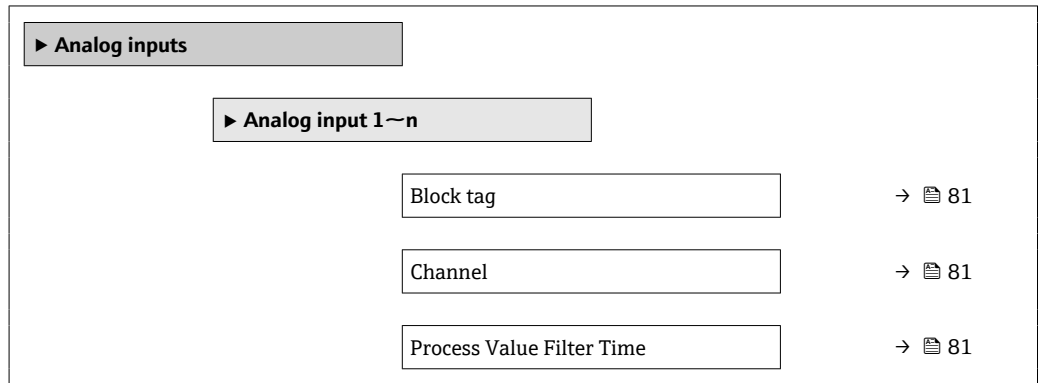 ▶ Analog inputs
▶ Analog input 1~n
Block tag → 81
Channel → 81
Process Value Filter Time → 81